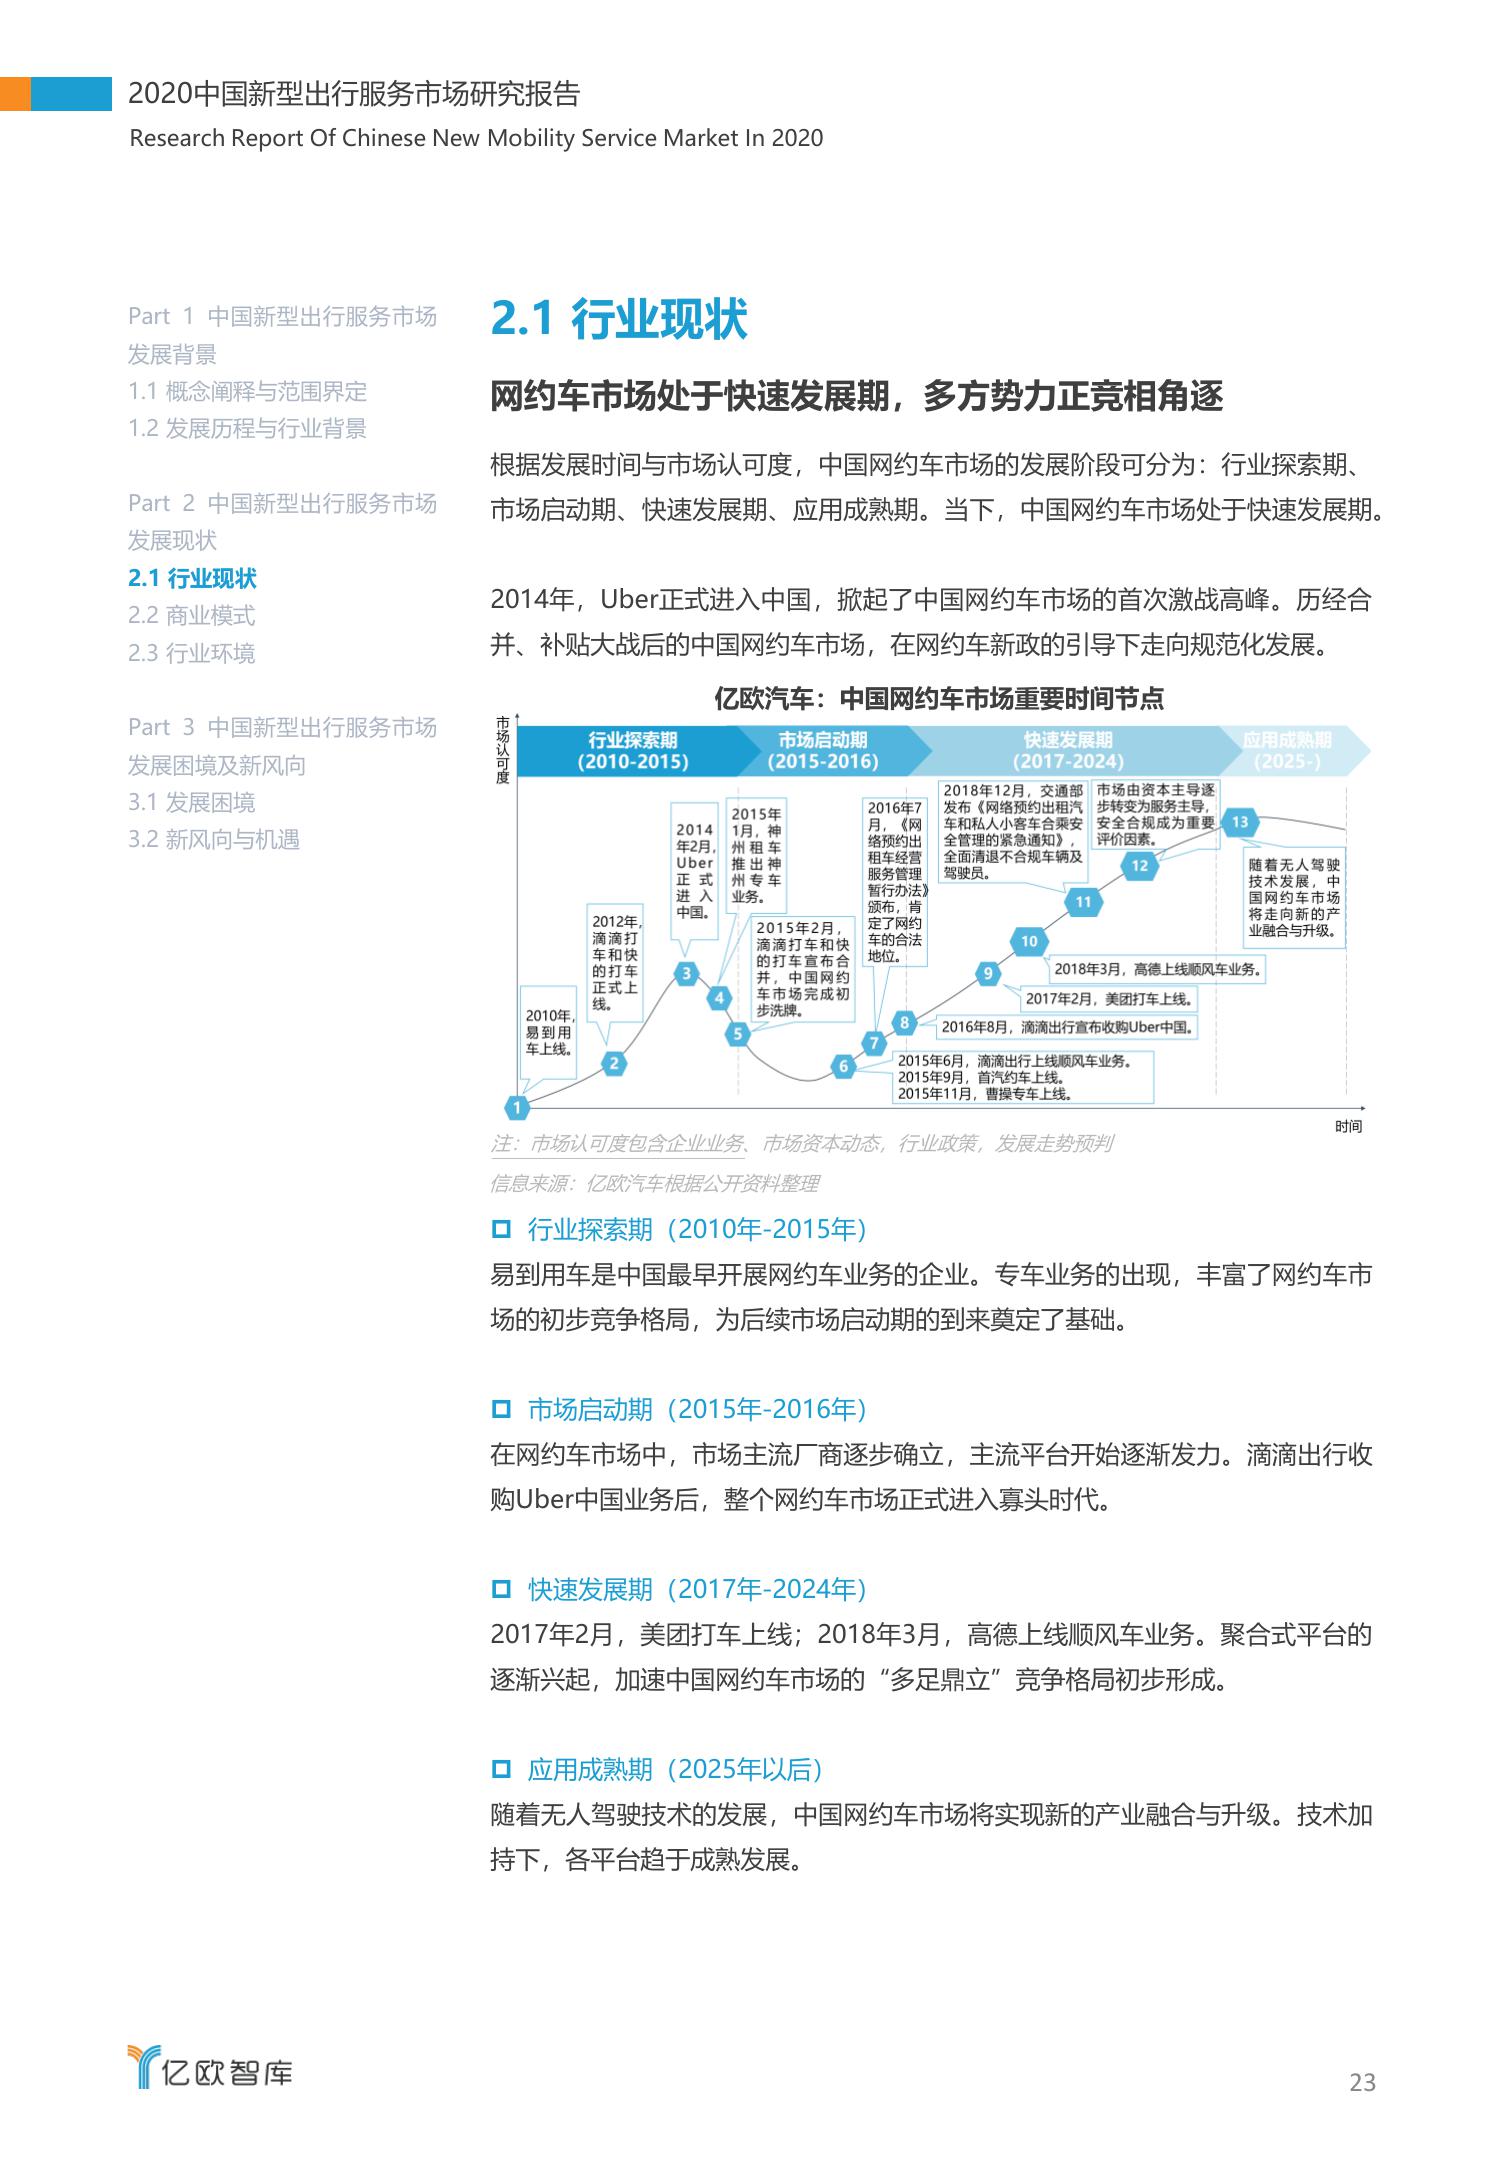 2020中国新型出行服务市场研究报告
Research Report Of Chinese New Mobility Service Market In 2020
Part 1 中国新型出行服务市场
发展背景
1.1 概念阐释与范围界定
1.2 发展历程与行业背景
Part 2 中国新型出行服务市场
发展现状
2.1 行业现状
2.2 商业模式
2.3 行业环境
Part 3 中国新型出行服务市场
发展困境及新风向
3.1 发展困境
3.2 新风向与机遇
2.1 行业现状
网约车市场处于快速发展期，多方势力正竞相角逐
根据发展时间与市场认可度，中国网约车市场的发展阶段可分为：行业探索期、
市场启动期、快速发展期、应用成熟期。当下，中国网约车市场处于快速发展期。
2014年，Uber正式进入中国，掀起了中国网约车市场的首次激战高峰。历经合
并、补贴大战后的中国网约车市场，在网约车新政的引导下走向规范化发展。
亿欧汽车：中国网约车市场重要时间节点
市场认可度
行业探索期
(2010-2015)
市场启动期
(2015-2016)
快速发展期
(2017-2024)
应用成熟期
(2025-)
1
2010年，
易到用
车上线。
2
2012年，
滴滴打
车和快
的打车
正式上
线。
3
2014
年2月，
Uber
正式
进入
中国。
4
2015年
1月，神
州租车
推出神
州专车
业务。
5
2015年2月，
滴滴打车和快
的打车宣布合
并，中国网约
车市场完成初
步洗牌。
6
2015年6月，滴滴出行上线顺风车业务。
2015年9月，首汽约车上线。
2015年11月，曹操专车上线。
7
2016年7
月，《网
络预约出
租车经营
服务管理
暂行办法》
颁布，肯
定了网约
车的合法
地位。
8
2016年8月，滴滴出行宣布收购Uber中国。
9
2017年2月，美团打车上线。
10
2018年3月，高德上线顺风车业务。
11
2018年12月，交通部
发布《网络预约出租汽
车和私人小客车合乘安
全管理的紧急通知》，
全面清退不合规车辆及
驾驶员。
12
市场由资本主导逐
步转变为服务主导，
安全合规成为重要
评价因素。
13
随着无人驾驶
技术发展，中
国网约车市场
将走向新的产
业融合与升级。
时间
注：市场认可度包含企业业务、市场资本动态，行业政策，发展走势预判
信息来源：亿欧汽车根据公开资料整理
行业探索期（2010年-2015年）
易到用车是中国最早开展网约车业务的企业。专车业务的出现，丰富了网约车市
场的初步竞争格局，为后续市场启动期的到来奠定了基础。
市场启动期（2015年-2016年）
在网约车市场中，市场主流厂商逐步确立，主流平台开始逐渐发力。滴滴出行收
购Uber中国业务后，整个网约车市场正式进入寡头时代。
快速发展期（2017年-2024年）
2017年2月，美团打车上线；2018年3月，高德上线顺风车业务。聚合式平台的
逐渐兴起，加速中国网约车市场的“多足鼎立”竞争格局初步形成。
应用成熟期（2025年以后）
随着无人驾驶技术的发展，中国网约车市场将实现新的产业融合与升级。技术加
持下，各平台趋于成熟发展。
亿欧智库
23